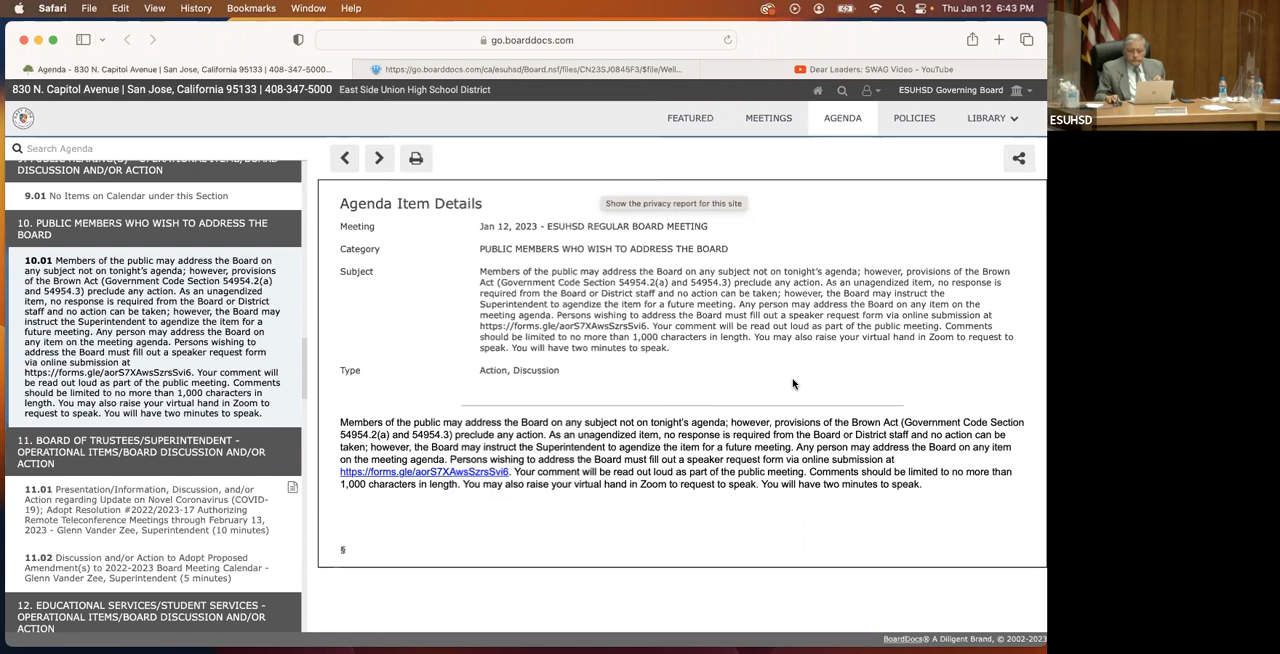 Safari File Edit View History Bookmarks Window Help
Thu Jan 12 6:43 PM
go.boarddocs.com
Agenda - 830 N. Capitol Avenue | San Jose, California 95133 | 408-347-5000...
https://go.boarddocs.com/ca/esuhsd/Board.nsf/files/CN23SJ0845F3/$file/Well...
Dear Leaders: SWAG Video - YouTube
830 N. Capitol Avenue | San Jose, California 95133 | 408-347-5000 East Side Union High School District
ESUHSD Governing Board
FEATURED MEETINGS AGENDA POLICIES LIBRARY
Search Agenda
DISCUSSION AND/OR ACTION
9.01 No Items on Calendar under this Section
10. PUBLIC MEMBERS WHO WISH TO ADDRESS THE
BOARD
10.01 Members of the public may address the Board on
any subject not on tonight's agenda; however, provisions
of the Brown Act (Government Code Section 54954.2(a)
and 54954.3) preclude any action. As an unagendized
item, no response is required from the Board or District
staff and no action can be taken; however, the Board may
instruct the Superintendent to agendize the item for a
future meeting. Any person may address the Board on
any item on the meeting agenda. Persons wishing to
address the Board must fill out a speaker request form
via online submission at
https://forms.gle/aorS7XAwsSzrsSvi6. Your comment will
be read out loud as part of the public meeting. Comments
should be limited to no more than 1,000 characters in
length. You may also raise your virtual hand in Zoom to
request to speak. You will have two minutes to speak.
11. BOARD OF TRUSTEES/SUPERINTENDENT -
OPERATIONAL ITEMS/BOARD DISCUSSION AND/OR
ACTION
11.01 Presentation/Information, Discussion, and/or
Action regarding Update on Novel Coronavirus (COVID-
19); Adopt Resolution #2022/2023-17 Authorizing
Remote Teleconference Meetings through February 13,
2023 - Glenn Vander Zee, Superintendent (10 minutes)
11.02 Discussion and/or Action to Adopt Proposed
Amendment(s) to 2022-2023 Board Meeting Calendar -
Glenn Vander Zee, Superintendent (5 minutes)
12. EDUCATIONAL SERVICES/STUDENT SERVICES -
OPERATIONAL ITEMS/BOARD DISCUSSION AND/OR
ACTION
Agenda Item Details
Show the privacy report for this site
Meeting Jan 12, 2023 - ESUHSD REGULAR BOARD MEETING
Category PUBLIC MEMBERS WHO WISH TO ADDRESS THE BOARD
Subject Members of the public may address the Board on any subject not on tonight's agenda; however, provisions of the Brown
Act (Government Code Section 54954.2(a) and 54954.3) preclude any action. As an unagendized item, no response is
required from the Board or District staff and no action can be taken; however, the Board may instruct the
Superintendent to agendize the item for a future meeting. Any person may address the Board on any item on the
meeting agenda. Persons wishing to address the Board must fill out a speaker request form via online submission at
https://forms.gle/aorS7XAwsSzrsSvi6. Your comment will be read out loud as part of the public meeting. Comments
should be limited to no more than 1,000 characters in length. You may also raise your virtual hand in Zoom to request to
speak. You will have two minutes to speak.
Type Action, Discussion
Members of the public may address the Board on any subject not on tonight's agenda; however, provisions of the Brown Act (Government Code Section
54954.2(a) and 54954.3) preclude any action. As an unagendized item, no response is required from the Board or District staff and no action can be
taken; however, the Board may instruct the Superintendent to agendize the item for a future meeting. Any person may address the Board on any item
on the meeting agenda. Persons wishing to address the Board must fill out a speaker request form via online submission at
https://forms.gle/aorS7XAwsSzrsSvi6. Your comment will be read out loud as part of the public meeting. Comments should be limited to no more than
1,000 characters in length. You may also raise your virtual hand in Zoom to request to speak. You will have two minutes to speak.
§
BoardDocs® A Diligent Brand, © 2002-2023
ESUHSD